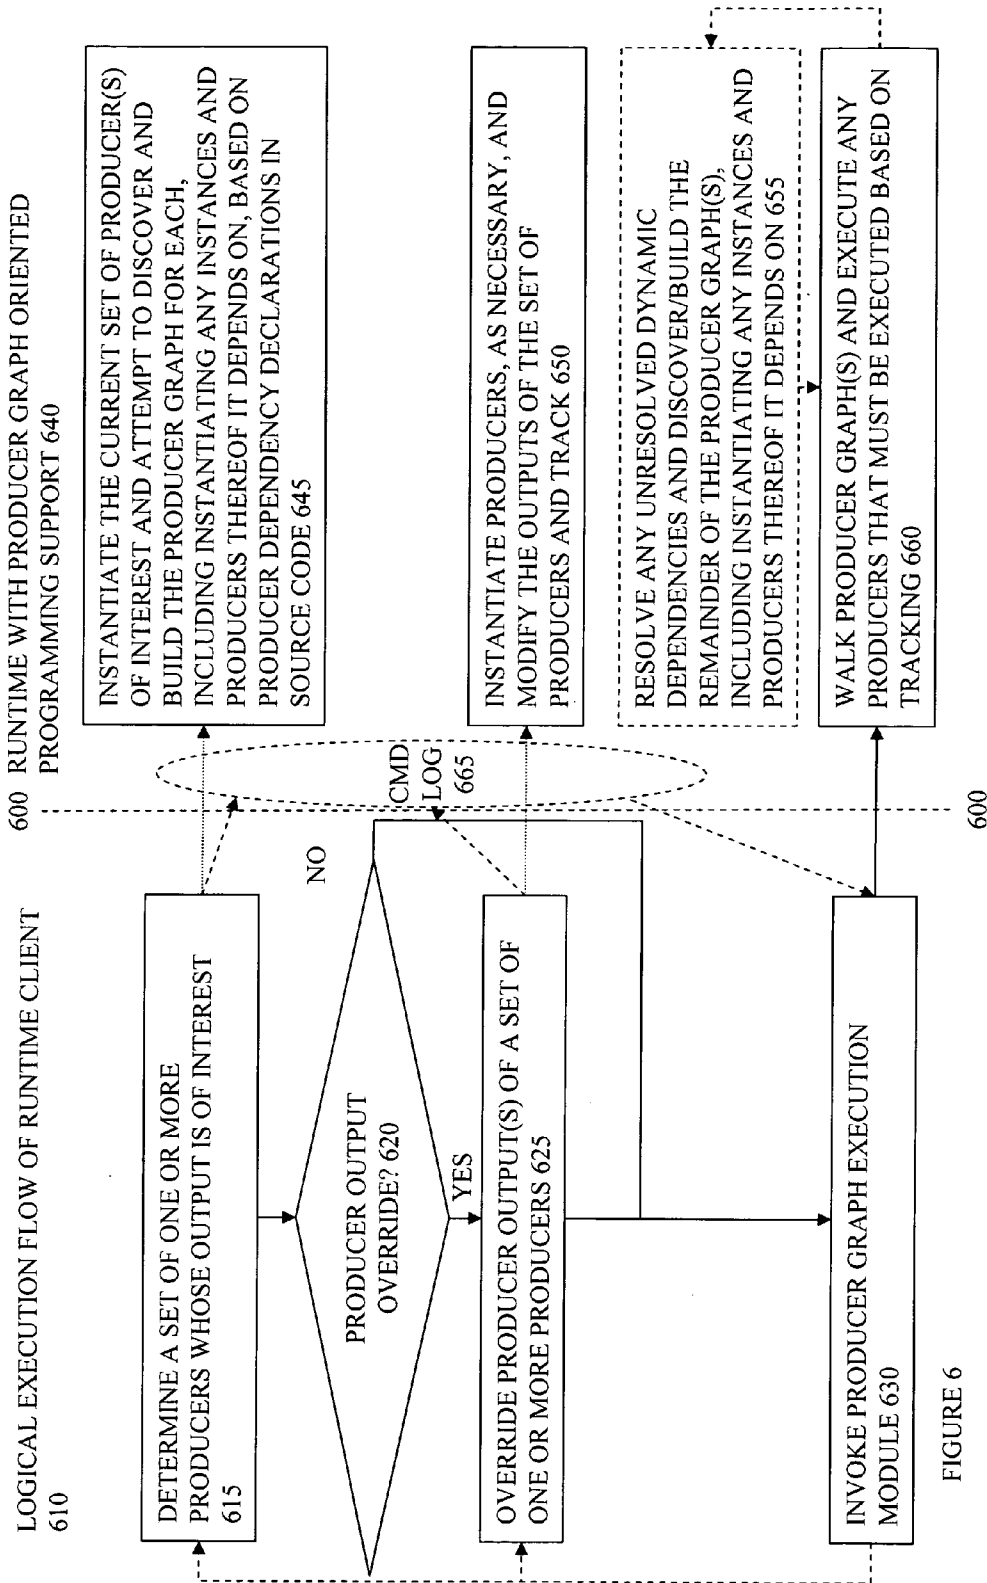 LOGICAL EXECUTION FLOW OF RUNTIME CLIENT
610
DETERMINE A SET OF ONE OR MORE
PRODUCERS WHOSE OUTPUT IS OF INTEREST
615
PRODUCER OUTPUT
OVERRIDE? 620
NO
YES
OVERRIDE PRODUCER OUTPUT(S) OF A SET OF
ONE OR MORE PRODUCERS 625
INVOKE PRODUCER GRAPH EXECUTION
MODULE 630
600
RUNTIME WITH PRODUCER GRAPH ORIENTED
PROGRAMMING SUPPORT 640
INSTANTIATE THE CURRENT SET OF PRODUCER(S)
OF INTEREST AND ATTEMPT TO DISCOVER AND
BUILD THE PRODUCER GRAPH FOR EACH,
INCLUDING INSTANTIATING ANY INSTANCES AND
PRODUCERS THEREOF IT DEPENDS ON, BASED ON
PRODUCER DEPENDENCY DECLARATIONS IN
SOURCE CODE 645
CMD
LOG
665
INSTANTIATE PRODUCERS, AS NECESSARY, AND
MODIFY THE OUTPUTS OF THE SET OF
PRODUCERS AND TRACK 650
RESOLVE ANY UNRESOLVED DYNAMIC
DEPENDENCIES AND DISCOVER/BUILD THE
REMAINDER OF THE PRODUCER GRAPH(S),
INCLUDING INSTANTIATING ANY INSTANCES AND
PRODUCERS THEREOF IT DEPENDS ON 655
WALK PRODUCER GRAPH(S) AND EXECUTE ANY
PRODUCERS THAT MUST BE EXECUTED BASED ON
TRACKING 660
600
FIGURE 6